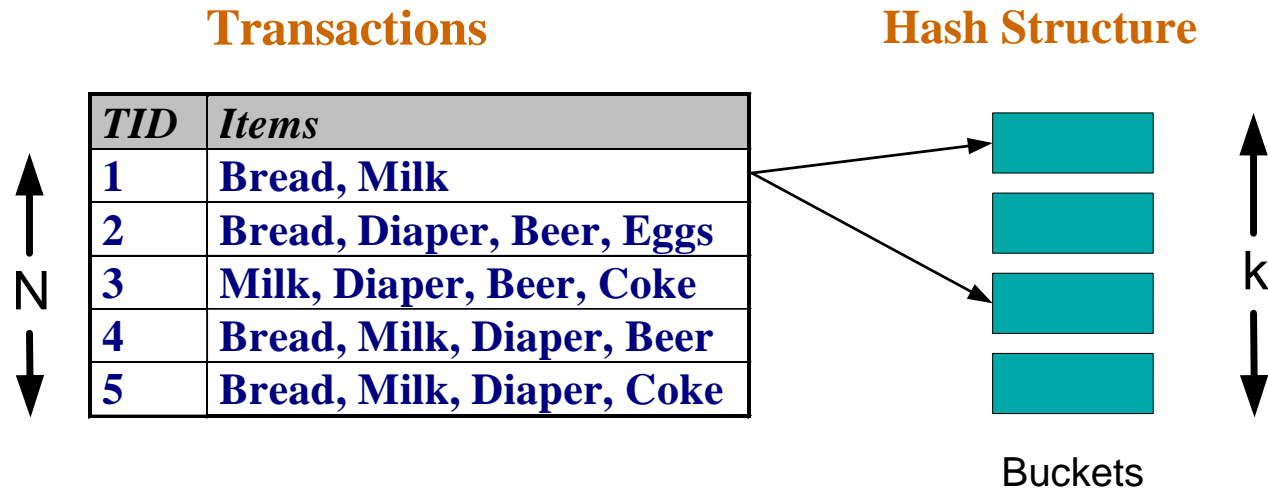 Transactions Hash Structure
TID Items
1 Bread, Milk
2 Bread, Diaper, Beer, Eggs
3 Milk, Diaper, Beer, Coke
4 Bread, Milk, Diaper, Beer
5 Bread, Milk, Diaper, Coke
N
k
Buckets